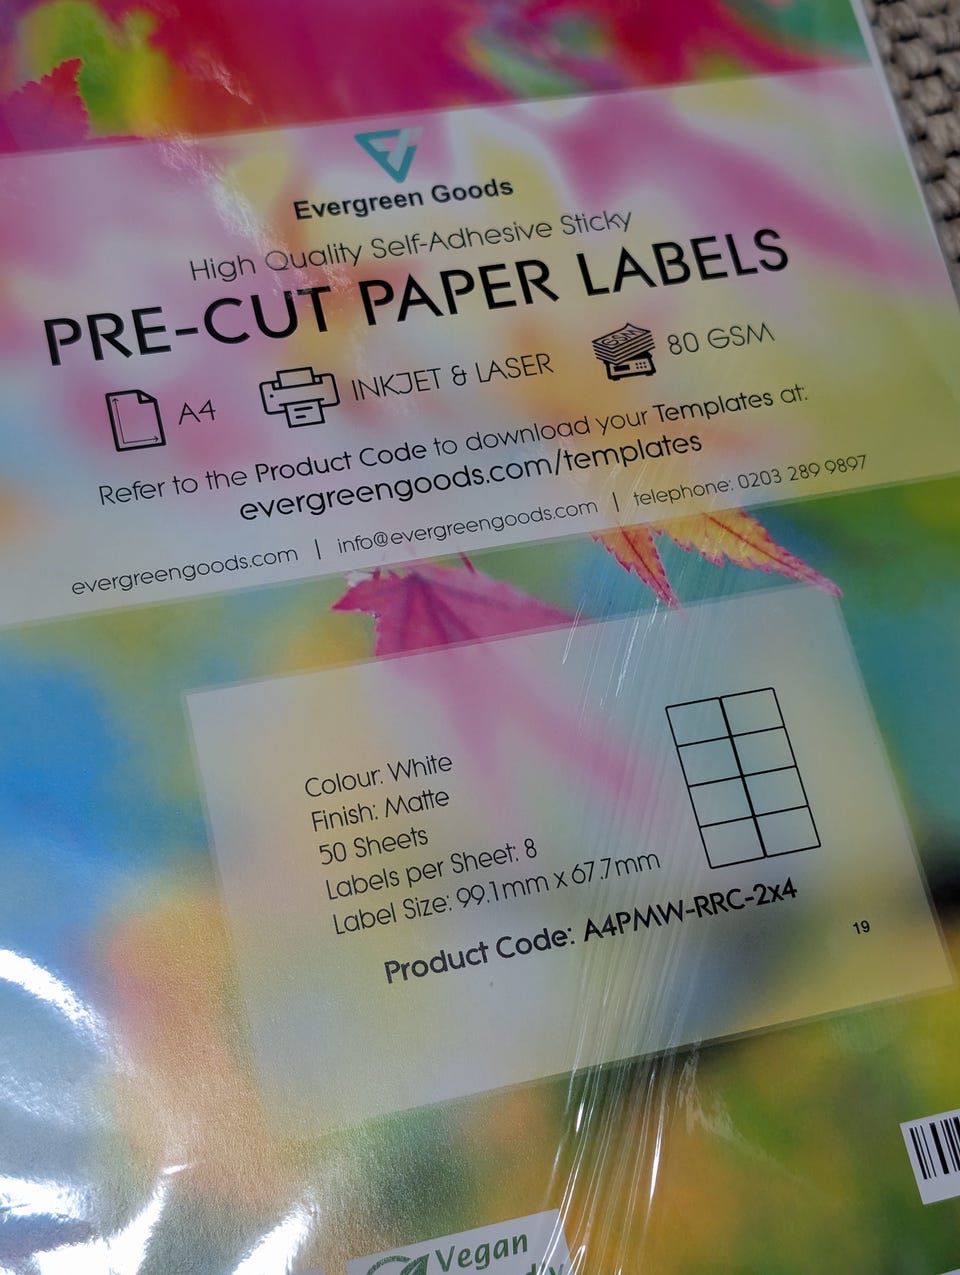 Evergreen Goods
High Quality Self-Adhesive Sticky
PRE-CUT PAPER LABELS
A4 INKJET & LASER GSM 80 GSM
Refer to the Product Code to download your Templates at:
evergreengoods.com/templates
evergreengoods.com | info@evergreengoods.com | telephone: 0203 289 9897
Colour: White
Finish: Matte
50 Sheets
Labels per Sheet: 8
Label Size: 99.1mm x 67.7mm
Product Code: A4PMW-RRC-2x4
19
Vegan